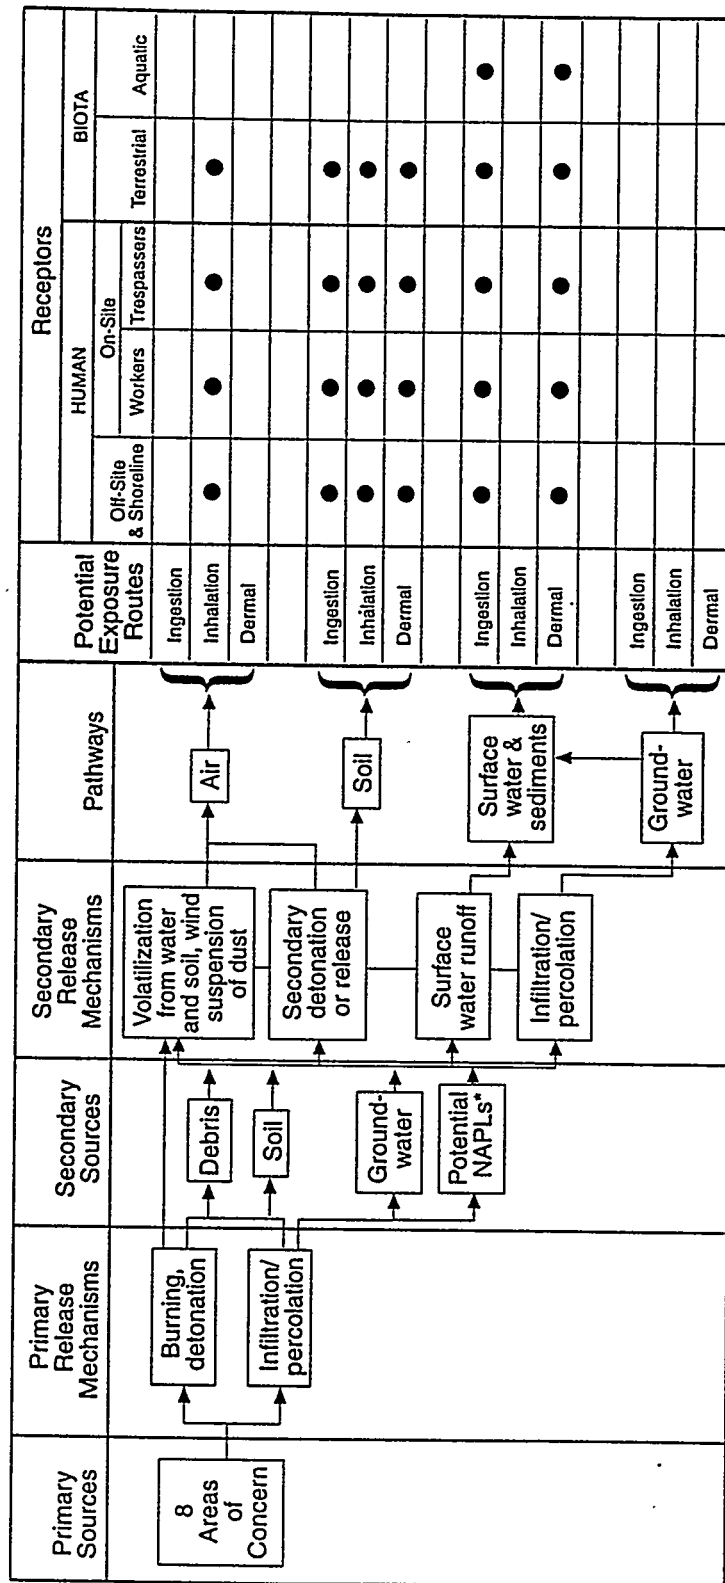 Primary
Sources
Primary
Release
Mechanisms
Secondary
Sources
Secondary
Release
Mechanisms
Pathways
Potential
Exposure
Routes
Receptors
HUMAN
BIOTA
Off-Site
& Shoreline
On-Site
Workers
Trespassers
Terrestrial
Aquatic
8
Areas
of
Concern
Burning,
detonation
Infiltration/
percolation
Debris
Soil
Ground-
water
Potential
NAPLs*
Volatilization
from water
and soil, wind
suspension
of dust
Secondary
detonation
or release
Surface
water runoff
Infiltration/
percolation
Air
Soil
Surface
water &
sediments
Ground-
water
Ingestion
Inhalation
Dermal
Ingestion
Inhalation
Dermal
Ingestion
Inhalation
Dermal
Ingestion
Inhalation
Dermal